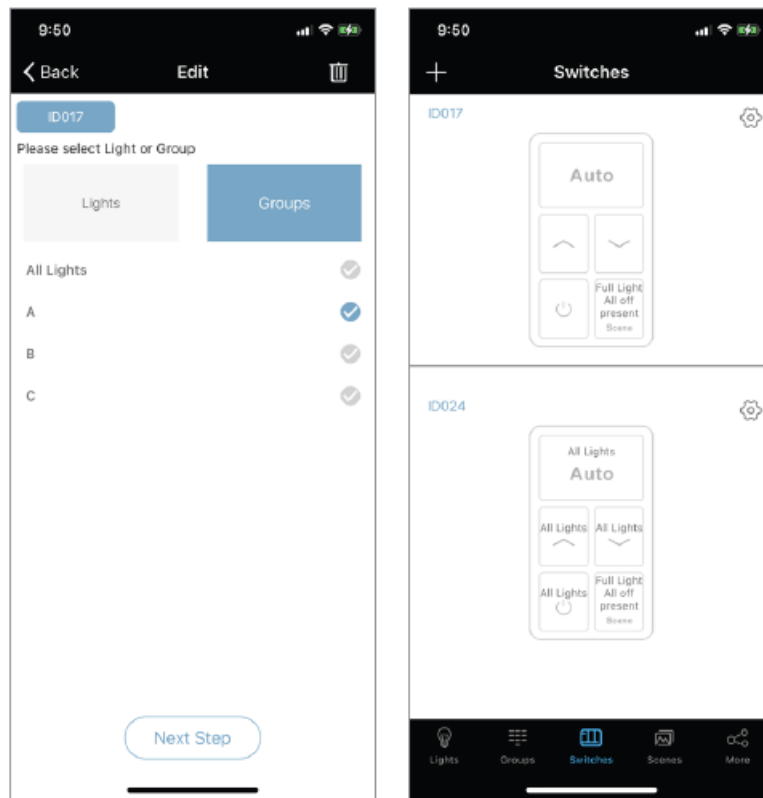 9:50
Back
Edit
ID017
Please select Light or Group
Lights
Groups
All Lights
A
B
C
Next Step
9:50
Switches
ID017
Auto
Full Light
All off
present
Scene
ID024
All Lights
Auto
All Lights
All Lights
All Lights
Full Light
All off
present
Scene
Lights
Groups
Switches
Scenes
More